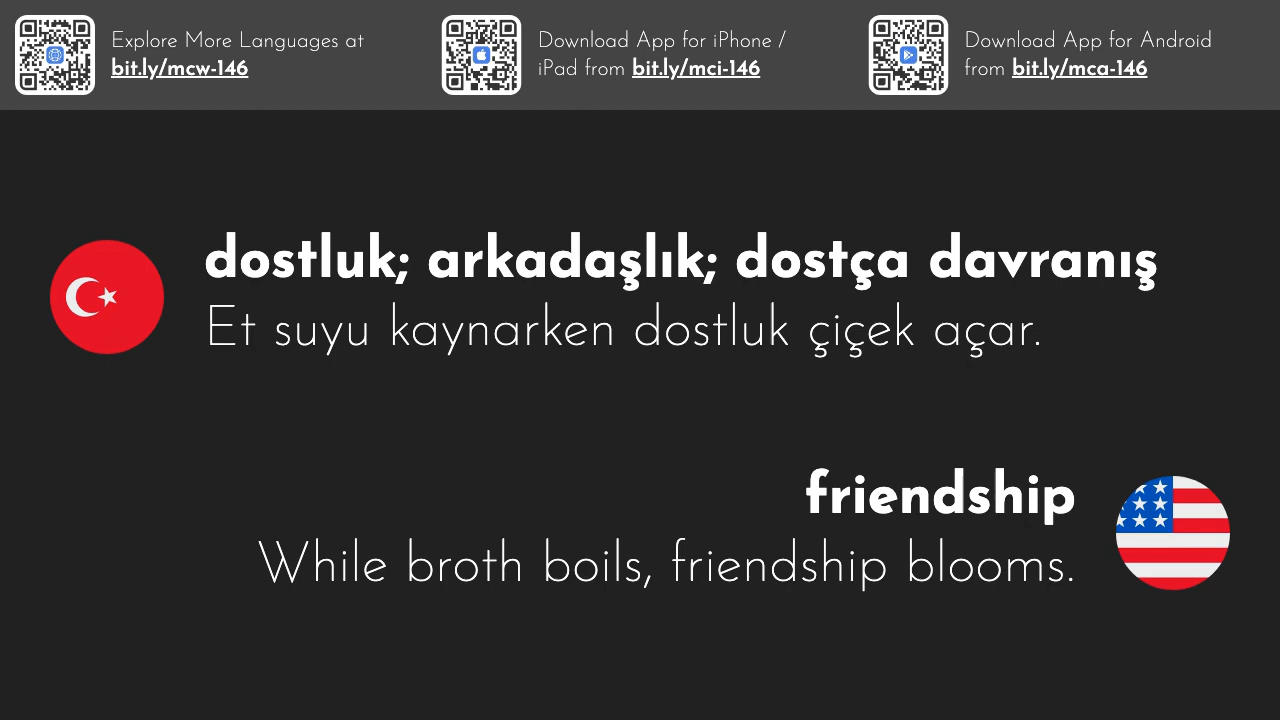 Explore More Languages at
bit.ly/mcw-146
Download App for iPhone /
iPad from bit.ly/mci-146
Download App for Android
from bit.ly/mca-146
dostluk; arkadaşlık; dostça davranış
Et suyu kaynarken dostluk çiçek açar.
friendship
While broth boils, friendship blooms.